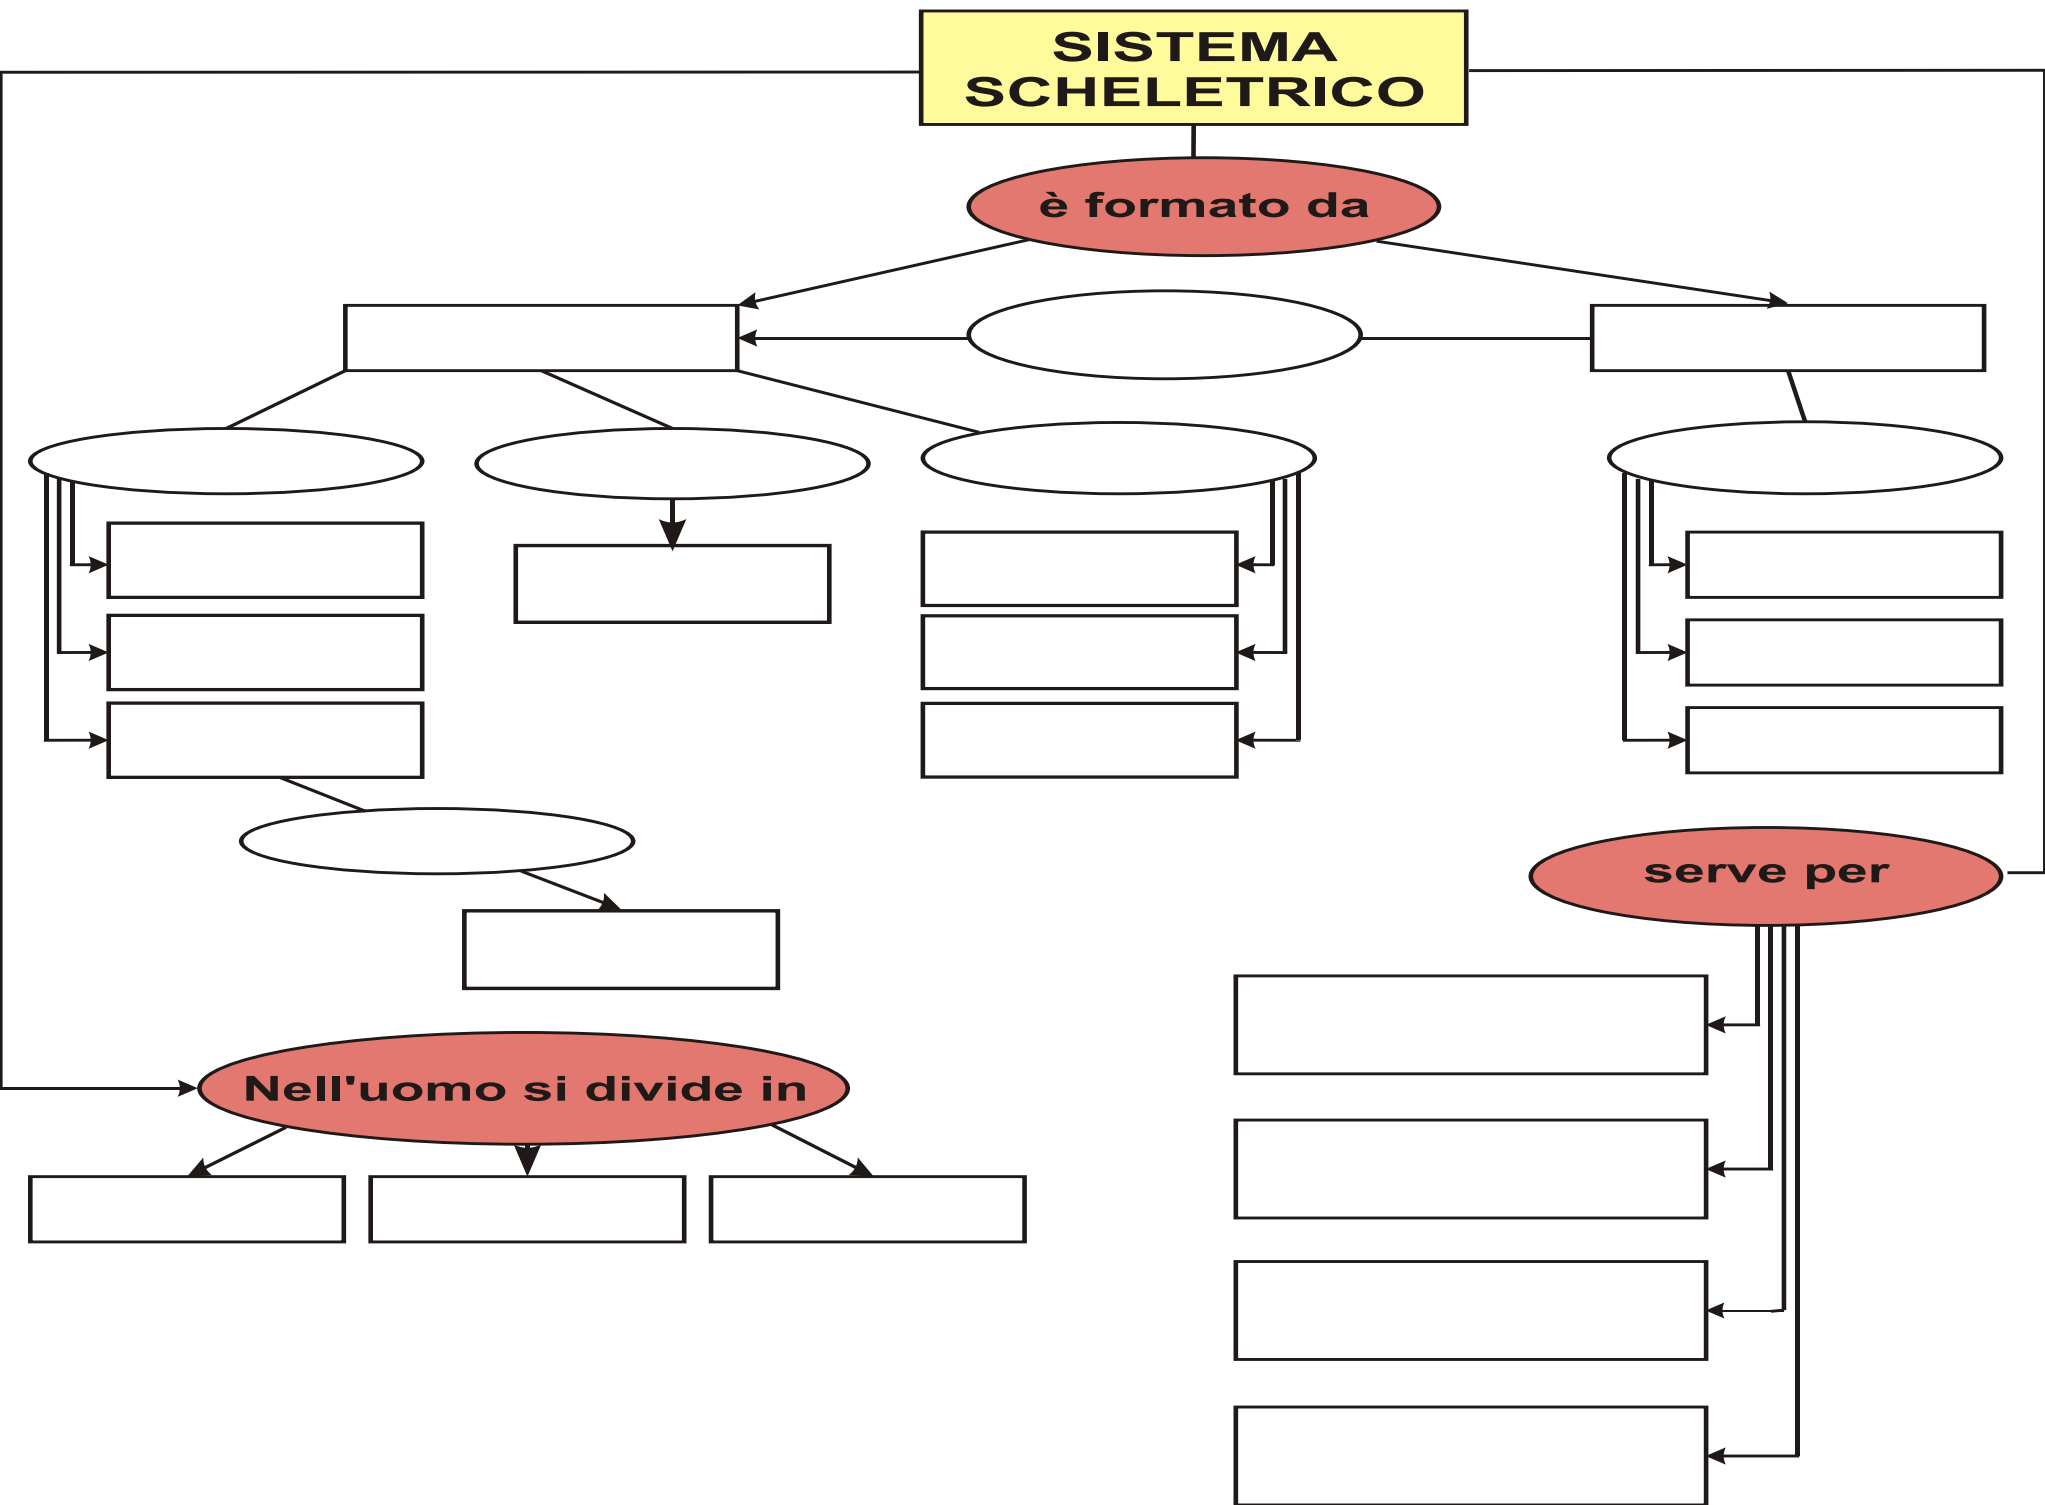 SISTEMA
SCHELETRICO
è formato da
serve per
Nell'uomo si divide in